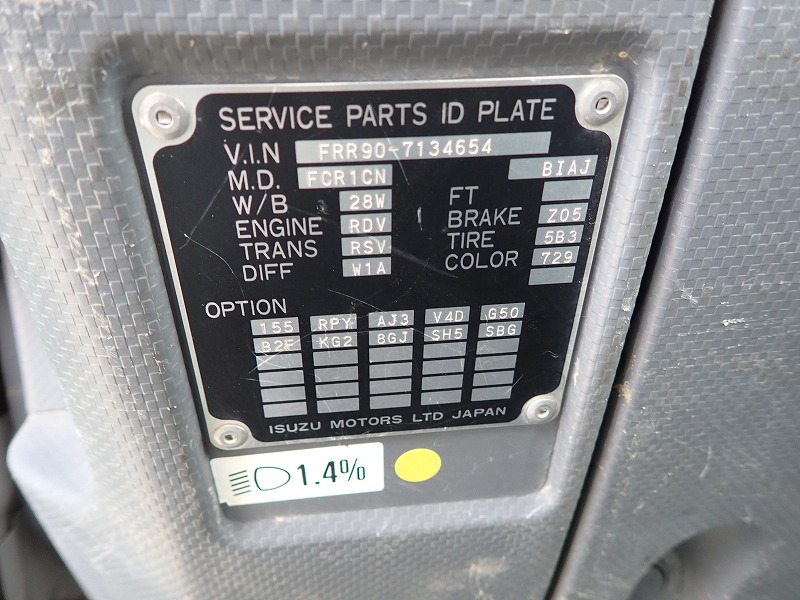 SERVICE PARTS ID PLATE
V.I.N FRR90-7134654
M.D. FCR1CN BIAJ
W/B 28W FT
ENGINE RDV BRAKE Z05
TRANS RSV TIRE 5B3
DIFF W1A COLOR 729
OPTION
155 RPY AJ3 V4D G50
KG2 8GJ SH5 SBG
ISUZU MOTORS LTD JAPAN
1.4%